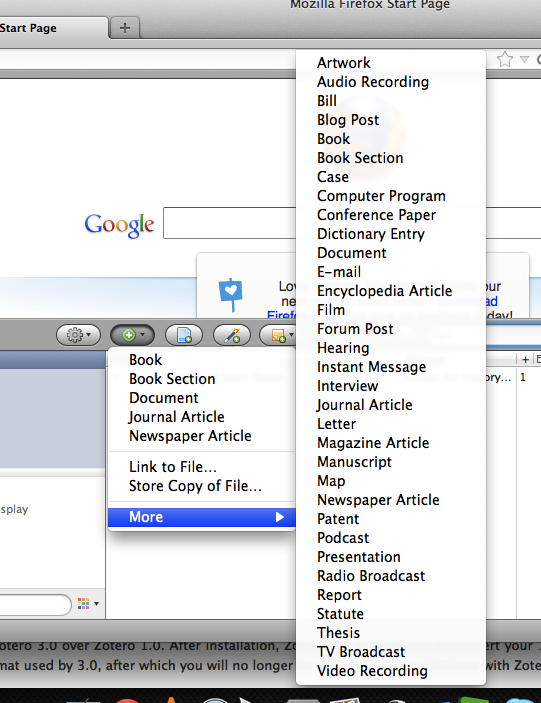 Mozilla Firefox Start Page
Start Page
+
Google
Artwork
Audio Recording
Bill
Blog Post
Book
Book Section
Case
Computer Program
Conference Paper
Dictionary Entry
Document
E-mail
Encyclopedia Article
Film
Forum Post
Hearing
Instant Message
Interview
Journal Article
Letter
Magazine Article
Manuscript
Map
Newspaper Article
Patent
Podcast
Presentation
Radio Broadcast
Report
Statute
Thesis
TV Broadcast
Video Recording
Book
Book Section
Document
Journal Article
Newspaper Article
Link to File...
Store Copy of File...
More
our
ad
day!
+
1
splay
otero 3.0 over Zotero 1.0. After installation, Zo
ert your 1
mat used by 3.0, after which you will no longer
with Zote